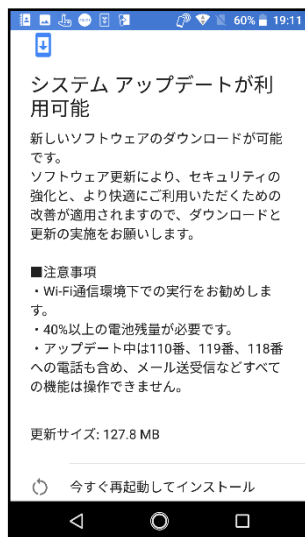 60% 19:11
システム アップデートが利
用可能
新しいソフトウェアのダウンロードが可能
です。
ソフトウェア更新により、セキュリティの
強化と、より快適にご利用いただくための
改善が適用されますので、ダウンロードと
更新の実施をお願いします。
■注意事項
・Wi-Fi通信環境下での実行をお勧めしま
す。
・40%以上の電池残量が必要です。
・アップデート中は110番、119番、118番
への電話も含め、メール送受信などすべて
の機能は操作できません。
更新サイズ: 127.8 MB
今すぐ再起動してインストール